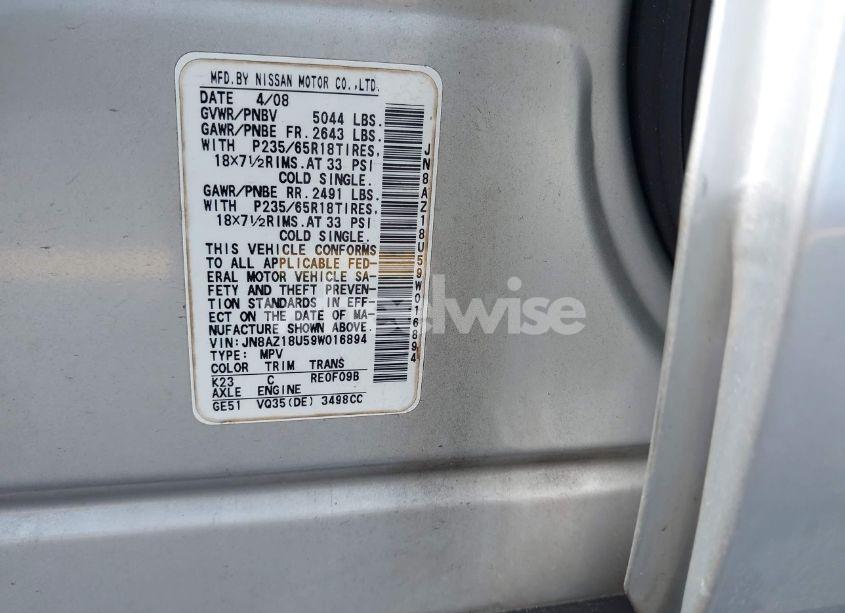 MFD.BY NISSAN MOTOR CO.,LTD.
DATE 4/08
GVWR/PNBV 5044 LBS.
GAWR/PNBE FR.2643 LBS.
WITH P235/65R18TIRES,
18×7½RIMS.AT 33 PSI
COLD SINGLE.
GAWR/PNBE RR.2491 LBS.
WITH P235/65R18TIRES,
18×7½RIMS.AT 33 PSI
COLD SINGLE.
THIS VEHICLE CONFORMS
TO ALL APPLICABLE FED-
ERAL MOTOR VEHICLE SA-
FETY AND THEFT PREVEN-
TION STANDARDS IN EFF-
ECT ON THE DATE OF MA-
NUFACTURE SHOWN ABOVE.
VIN:JN8AZ18U59W016894
TYPE: MPV
COLOR TRIM TRANS
K23 C RE0F09B
AXLE ENGINE
GE51 VQ35(DE) 3498CC
JN8AZ18U59W016894